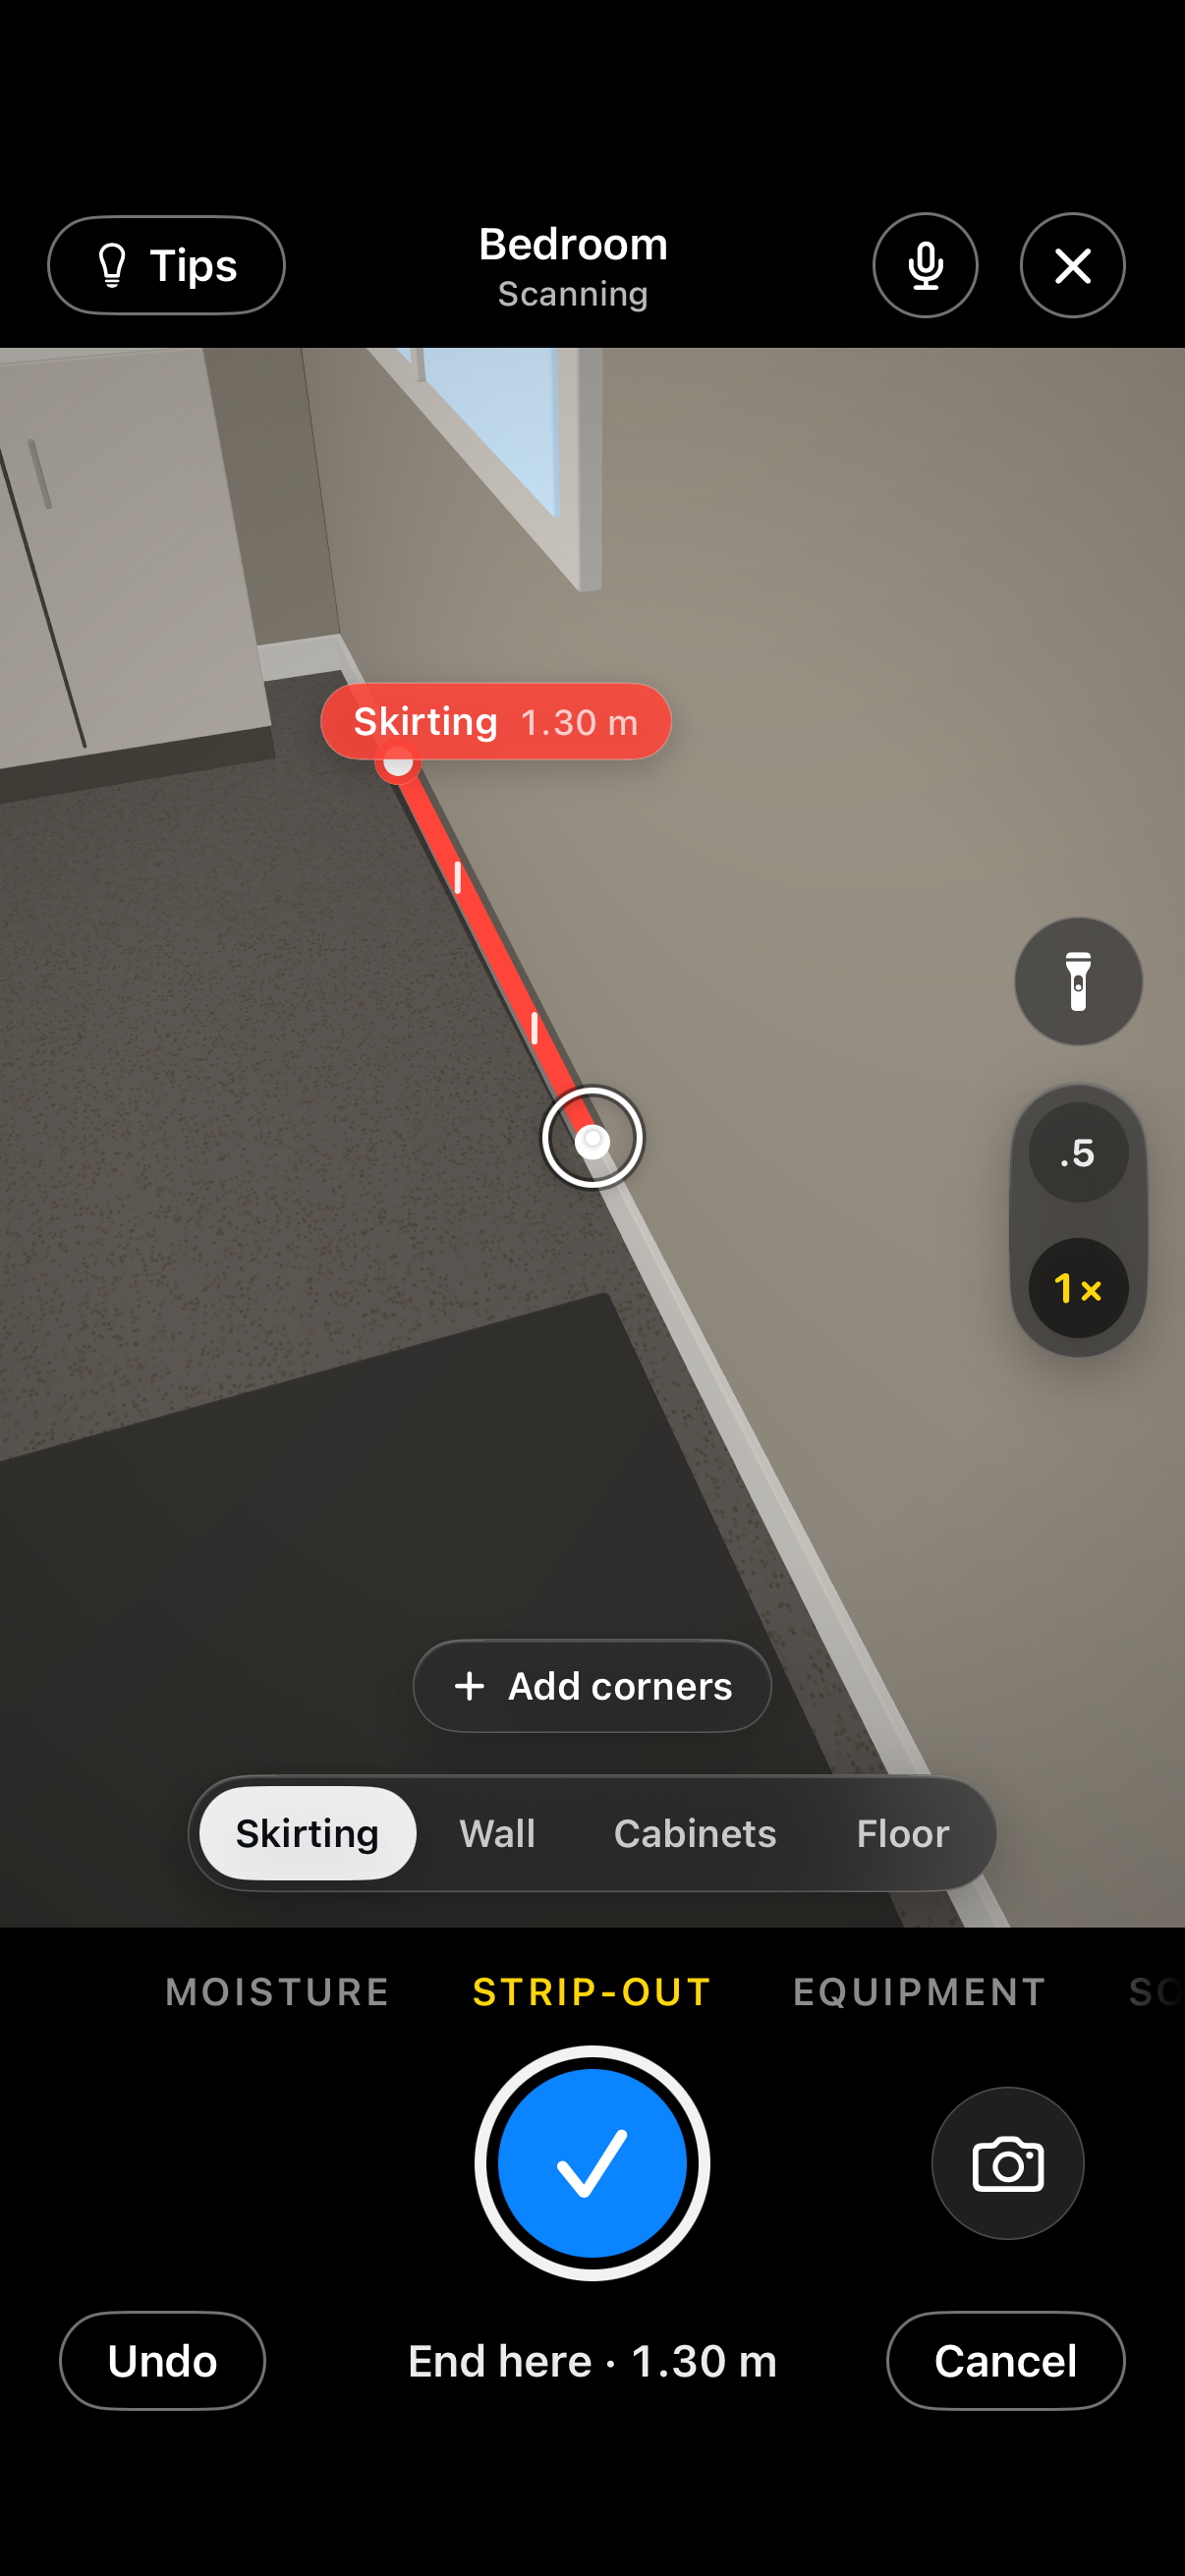 Tips
Bedroom
Scanning
Skirting 1.30 m
.5
1×
+ Add corners
Skirting Wall Cabinets Floor
MOISTURE STRIP-OUT EQUIPMENT
Undo
End here · 1.30 m
Cancel